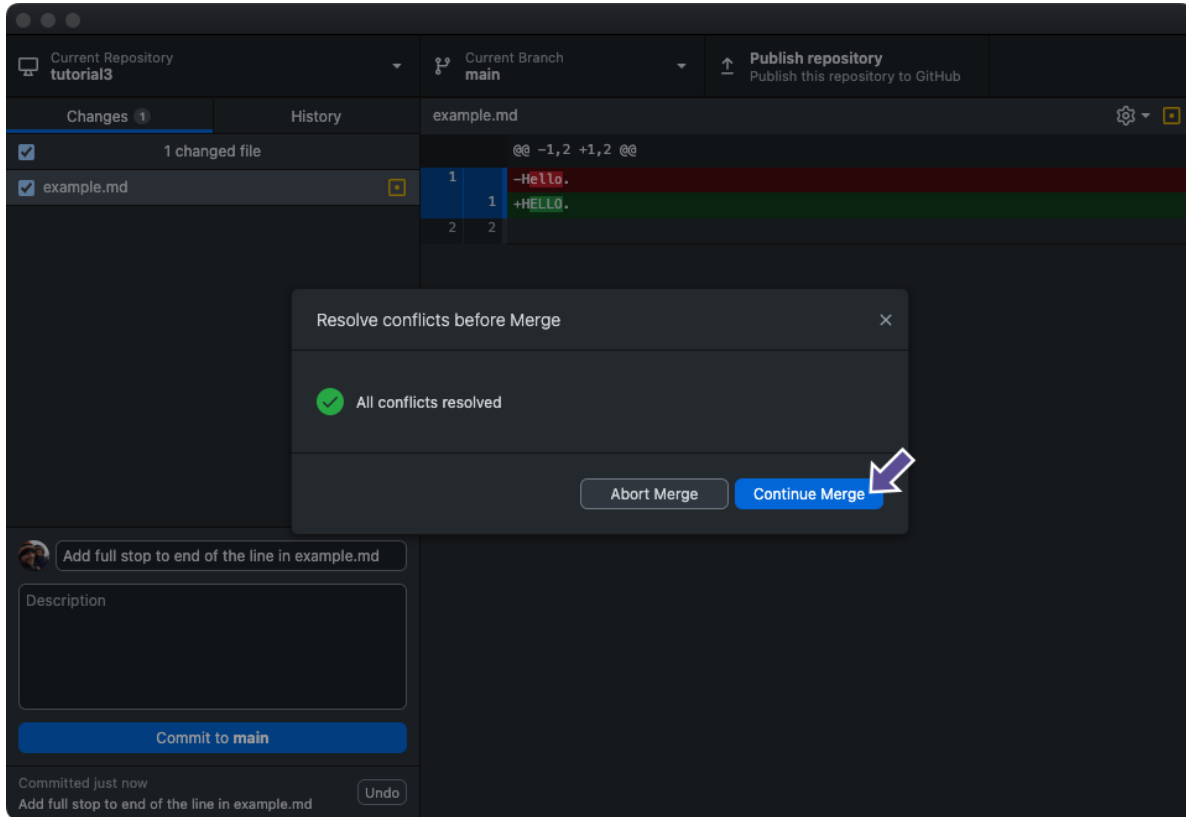 Current Repository
tutorial3
Current Branch
main
Publish repository
Publish this repository to GitHub
Changes 1
History
example.md
1 changed file
@@ -1,2 +1,2 @@
example.md
1 -Hello.
1 +HELLO.
2 2
Resolve conflicts before Merge
All conflicts resolved
Abort Merge
Continue Merge
Add full stop to end of the line in example.md
Description
Commit to main
Committed just now
Add full stop to end of the line in example.md
Undo